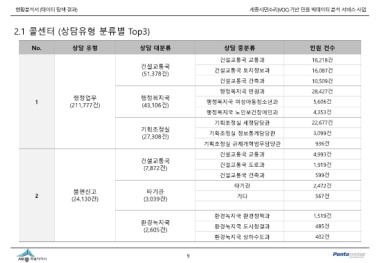 현황분석서 (데이터 탐색 결과)
세종시민소리(VOC) 기반 민원 빅데이터 분석 서비스 사업
2.1 콜센터 (상담유형 분류별 Top3)
No. 상담 유형 상담 대분류 상담 중분류 민원 건수
1
행정업무
(211,777건)
건설교통국
(51,378건)
건설교통국 교통과 16,218건
건설교통국 토지정보과 16,087건
건설교통국 건축과 10,509건
행정복지국
(43,106건)
행정복지국 민원과 28,427건
행정복지국 여성아동청소년과 5,606건
행정복지국 노인보건장애인과 4,353건
기획조정실
(27,308건)
기획조정실 세정담당관 22,677건
기획조정실 정보통계담당관 3,099건
기획조정실 규제개혁법무담당관 936건
2
불편신고
(24,130건)
건설교통국
(7,872건)
건설교통국 교통과 4,993건
건설교통국 도로과 1,919건
건설교통국 건축과 599건
타기관
(3,039건)
타기관 2,472건
기타 567건
환경녹지국
(2,605건)
환경녹지국 환경정책과 1,519건
환경녹지국 도시청결과 485건
환경녹지국 상하수도과 402건
9